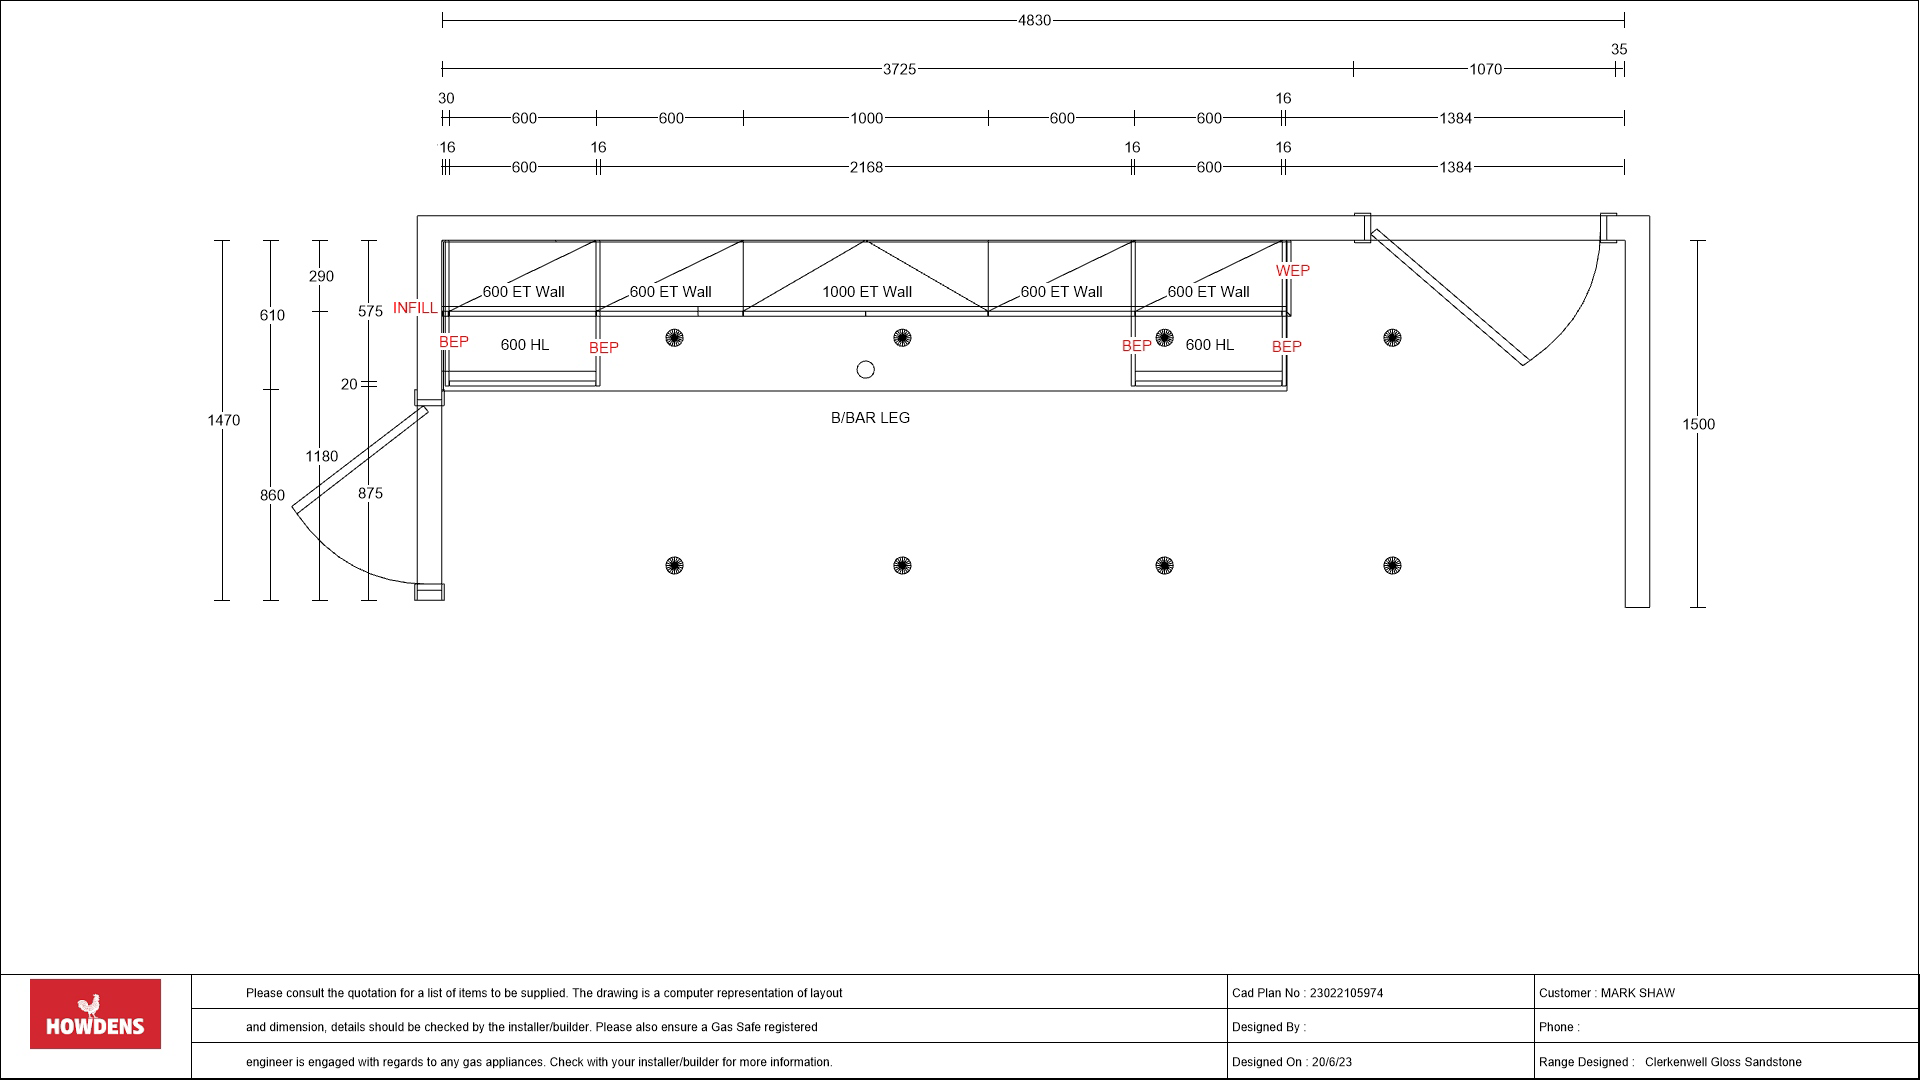 4830
35
3725 1070
30 16
600 600 1000 600 600 1384
16 16 16 16
600 2168 600 1384
290
610 575 INFILL
600 ET Wall 600 ET Wall 1000 ET Wall 600 ET Wall 600 ET Wall WEP
BEP 600 HL BEP BEP 600 HL BEP
20
1470 B/BAR LEG 1500
1180
860 875
HOWDENS
Please consult the quotation for a list of items to be supplied. The drawing is a computer representation of layout
and dimension, details should be checked by the installer/builder. Please also ensure a Gas Safe registered
engineer is engaged with regards to any gas appliances. Check with your installer/builder for more information.
Cad Plan No : 23022105974
Designed By :
Designed On : 20/6/23
Customer : MARK SHAW
Phone :
Range Designed : Clerkenwell Gloss Sandstone